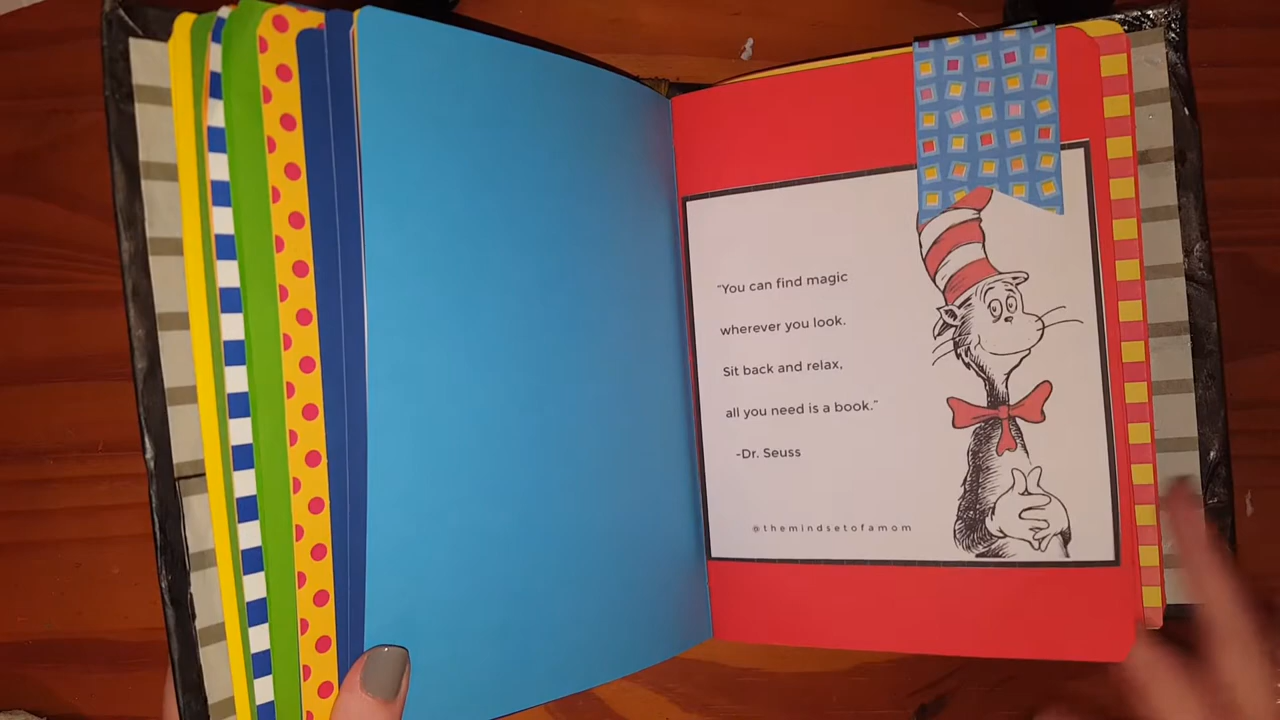 “You can find magic
wherever you look.
Sit back and relax,
all you need is a book.”
-Dr. Seuss
@themindsetofamom